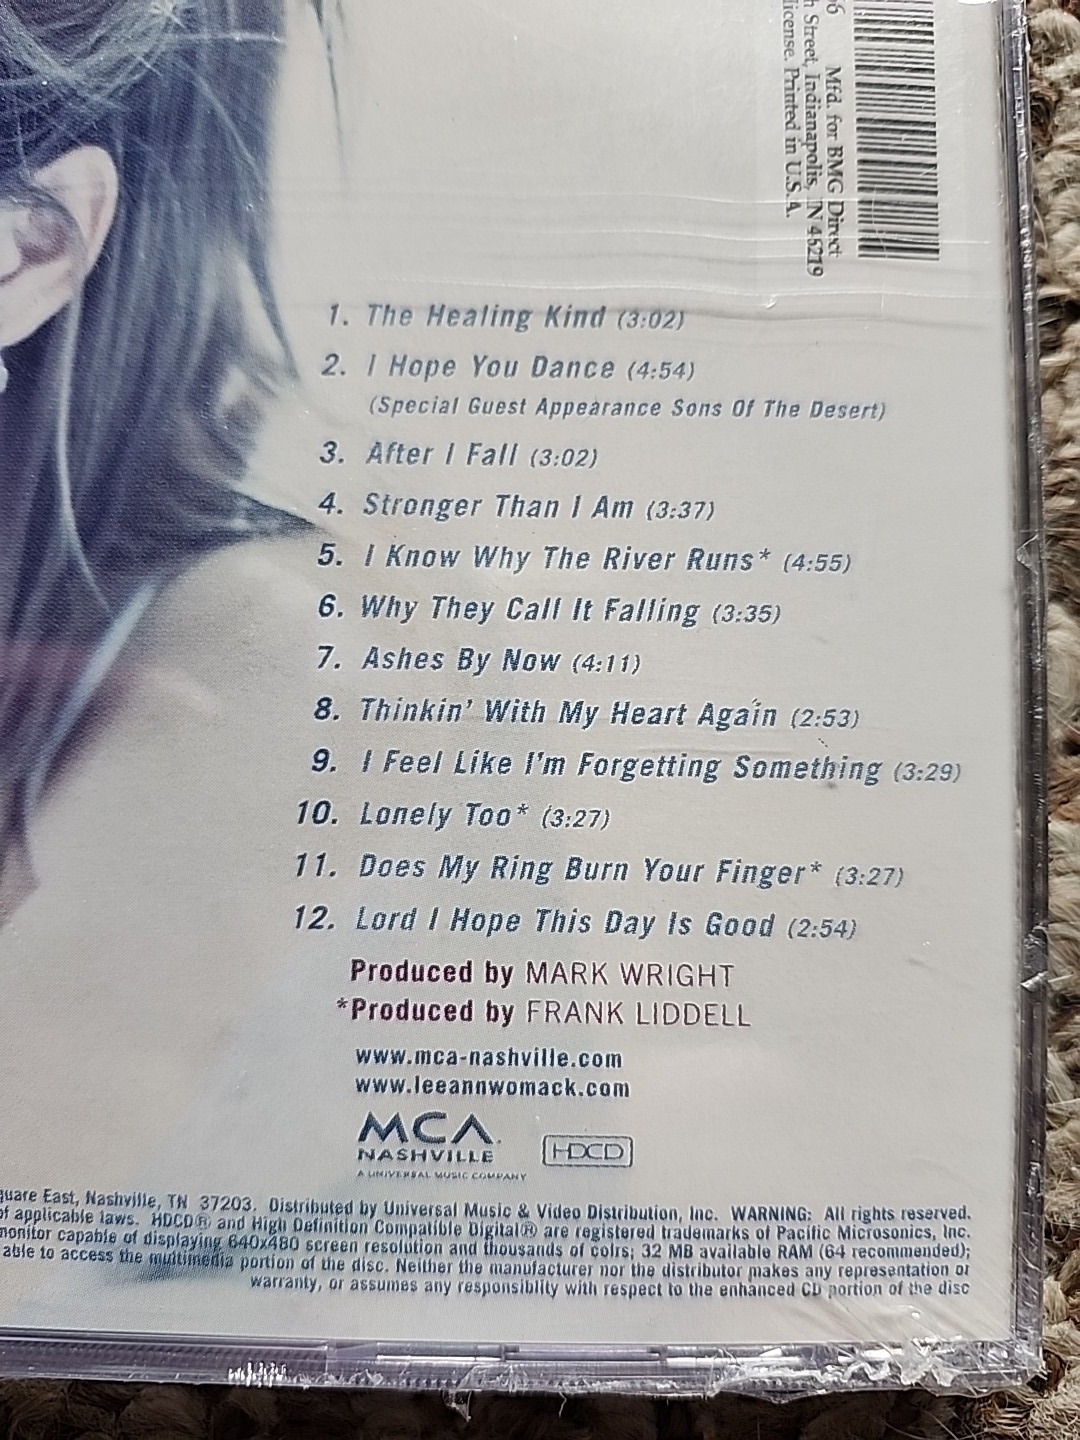 66 Mfd. for BMG Direct
Street, Indianapolis, IN 46219
license. Printed in U.S.A.
1. The Healing Kind (3:02)
2. I Hope You Dance (4:54)
(Special Guest Appearance Sons Of The Desert)
3. After I Fall (3:02)
4. Stronger Than I Am (3:37)
5. I Know Why The River Runs* (4:55)
6. Why They Call It Falling (3:35)
7. Ashes By Now (4:11)
8. Thinkin' With My Heart Again (2:53)
9. I Feel Like I'm Forgetting Something (3:29)
10. Lonely Too* (3:27)
11. Does My Ring Burn Your Finger* (3:27)
12. Lord I Hope This Day Is Good (2:54)
Produced by MARK WRIGHT
*Produced by FRANK LIDDELL
www.mca-nashville.com
www.leeannwomack.com
MCA
NASHVILLE
HDCD
A UNIVERSAL MUSIC COMPANY
East, Nashville, TN 37203. Distributed by Universal Music & Video Distribution, Inc. WARNING: All rights reserved.
of applicable laws. HDCD® and High Definition Compatible Digital® are registered trademarks of Pacific Microsonics, Inc.
monitor capable of displaying 640x480 screen resolution and thousands of colrs; 32 MB available RAM (64 recommended);
able to access the multimedia portion of the disc. Neither the manufacturer nor the distributor makes any representation or
warranty, or assumes any responsiblity with respect to the enhanced CD portion of the disc